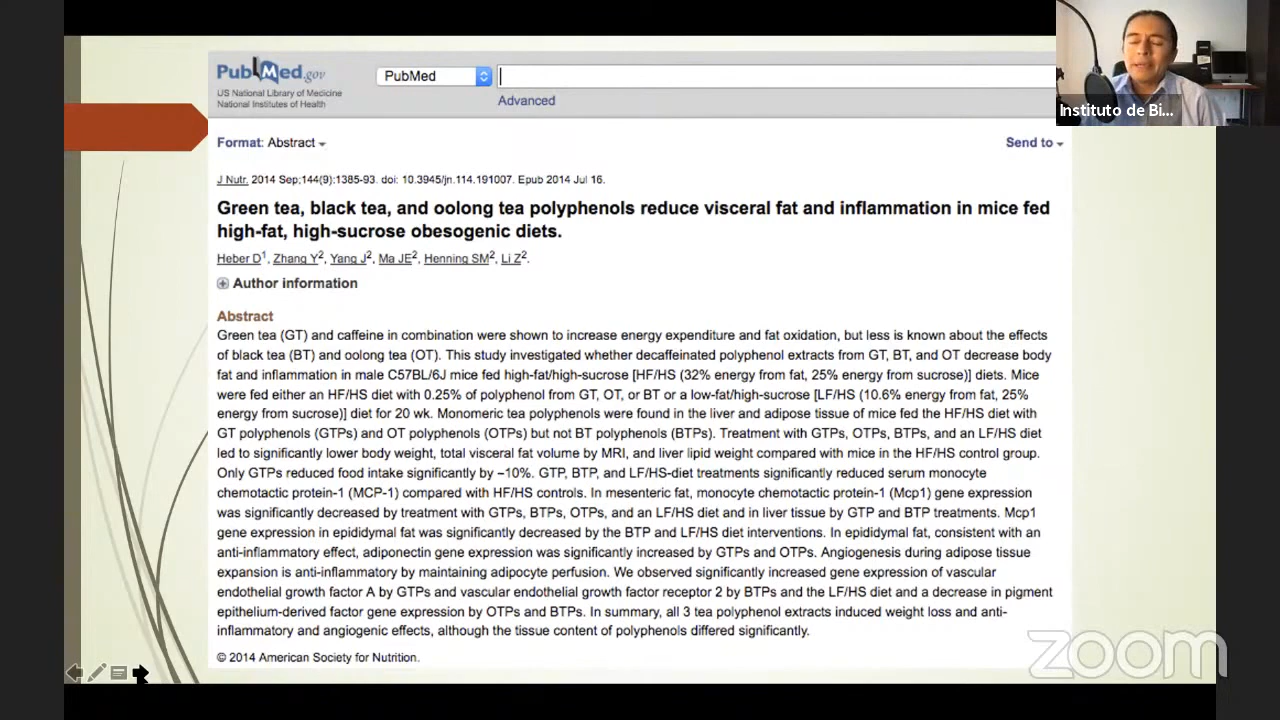 PubMed.gov
US National Library of Medicine
National Institutes of Health
PubMed
Advanced
Instituto de Bi...
Format: Abstract
Send to
J Nutr. 2014 Sep;144(9):1385-93. doi: 10.3945/jn.114.191007. Epub 2014 Jul 16.
Green tea, black tea, and oolong tea polyphenols reduce visceral fat and inflammation in mice fed
high-fat, high-sucrose obesogenic diets.
Heber D1, Zhang Y2, Yang J2, Ma JE2, Henning SM2, Li Z2.
Author information
Abstract
Green tea (GT) and caffeine in combination were shown to increase energy expenditure and fat oxidation, but less is known about the effects
of black tea (BT) and oolong tea (OT). This study investigated whether decaffeinated polyphenol extracts from GT, BT, and OT decrease body
fat and inflammation in male C57BL/6J mice fed high-fat/high-sucrose [HF/HS (32% energy from fat, 25% energy from sucrose)] diets. Mice
were fed either an HF/HS diet with 0.25% of polyphenol from GT, OT, or BT or a low-fat/high-sucrose [LF/HS (10.6% energy from fat, 25%
energy from sucrose)] diet for 20 wk. Monomeric tea polyphenols were found in the liver and adipose tissue of mice fed the HF/HS diet with
GT polyphenols (GTPs) and OT polyphenols (OTPs) but not BT polyphenols (BTPs). Treatment with GTPs, OTPs, BTPs, and an LF/HS diet
led to significantly lower body weight, total visceral fat volume by MRI, and liver lipid weight compared with mice in the HF/HS control group.
Only GTPs reduced food intake significantly by ~10%. GTP, BTP, and LF/HS-diet treatments significantly reduced serum monocyte
chemotactic protein-1 (MCP-1) compared with HF/HS controls. In mesenteric fat, monocyte chemotactic protein-1 (Mcp1) gene expression
was significantly decreased by treatment with GTPs, BTPs, OTPs, and an LF/HS diet and in liver tissue by GTP and BTP treatments. Mcp1
gene expression in epididymal fat was significantly decreased by the BTP and LF/HS diet interventions. In epididymal fat, consistent with an
anti-inflammatory effect, adiponectin gene expression was significantly increased by GTPs and OTPs. Angiogenesis during adipose tissue
expansion is anti-inflammatory by maintaining adipocyte perfusion. We observed significantly increased gene expression of vascular
endothelial growth factor A by GTPs and vascular endothelial growth factor receptor 2 by BTPs and the LF/HS diet and a decrease in pigment
epithelium-derived factor gene expression by OTPs and BTPs. In summary, all 3 tea polyphenol extracts induced weight loss and anti-
inflammatory and angiogenic effects, although the tissue content of polyphenols differed significantly.
© 2014 American Society for Nutrition.
zoom